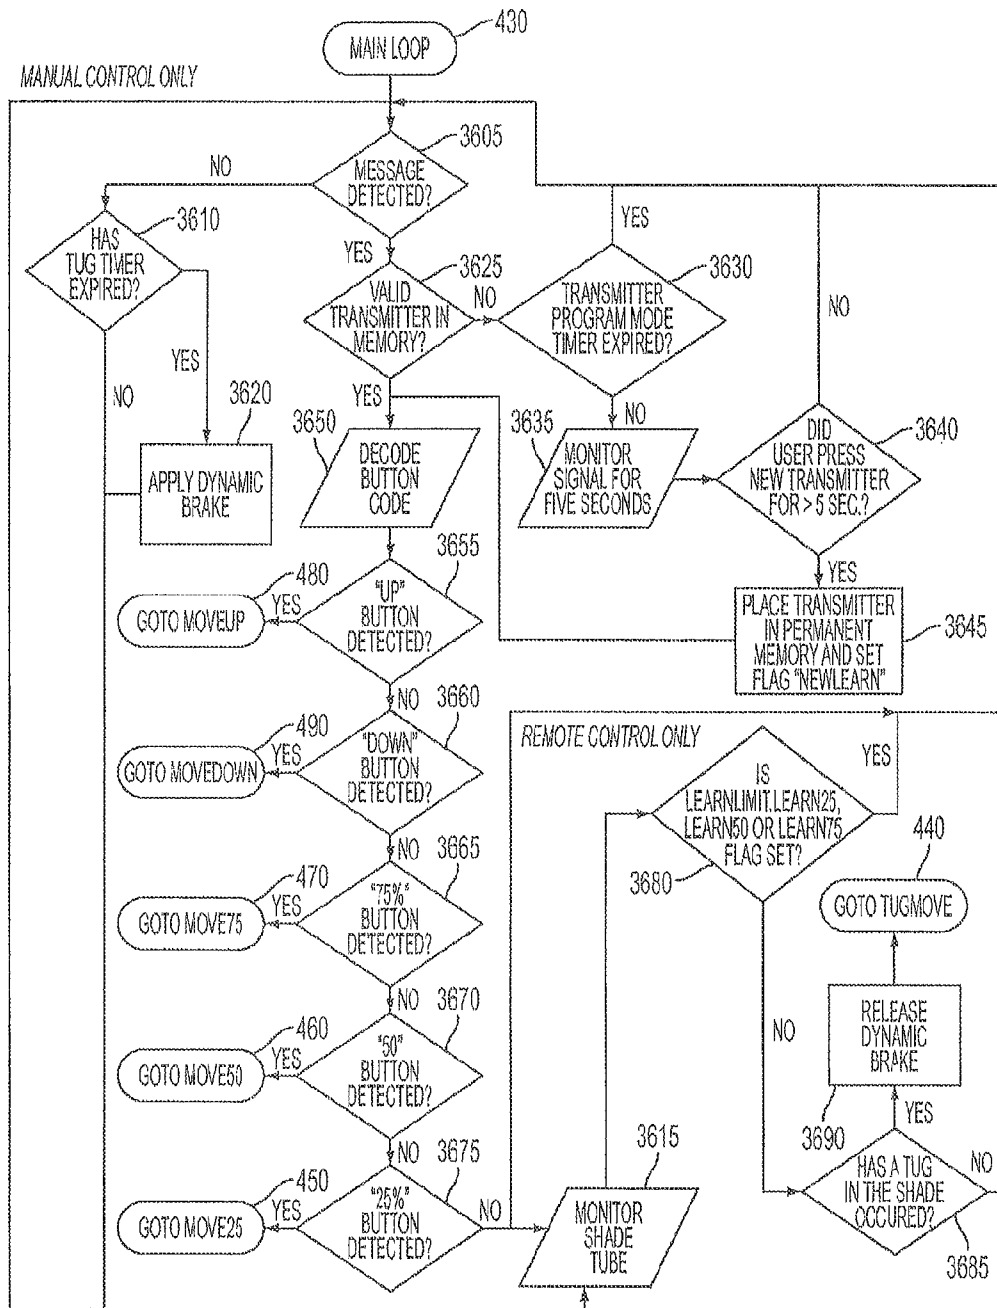 430
MAIN LOOP
MANUAL CONTROL ONLY
3605
MESSAGE
DETECTED?
NO
YES
3610
HAS
TUG TIMER
EXPIRED?
YES
NO
3620
APPLY DYNAMIC
BRAKE
3625
VALID
TRANSMITTER IN
MEMORY?
NO
YES
3630
YES
TRANSMITTER
PROGRAM MODE
TIMER EXPIRED?
NO
3635
MONITOR
SIGNAL FOR
FIVE SECONDS
NO
3640
DID
USER PRESS
NEW TRANSMITTER
FOR > 5 SEC.?
YES
PLACE TRANSMITTER
IN PERMANENT
MEMORY AND SET
FLAG "NEWLEARN"
3645
3650
DECODE
BUTTON
CODE
3655
"UP"
BUTTON
DETECTED?
YES
480
GOTO MOVEUP
NO
3660
"DOWN"
BUTTON
DETECTED?
YES
490
GOTO MOVEDOWN
NO
3665
"75%"
BUTTON
DETECTED?
YES
470
GOTO MOVE75
NO
3670
"50"
BUTTON
DETECTED?
YES
460
GOTO MOVE50
NO
3675
"25%"
BUTTON
DETECTED?
YES
450
GOTO MOVE25
NO
REMOTE CONTROL ONLY
3615
MONITOR
SHADE
TUBE
IS
LEARNLIMIT.LEARN25,
LEARN50 OR LEARN75
FLAG SET?
3680
YES
NO
440
GOTO TUGMOVE
RELEASE
DYNAMIC
BRAKE
3690
YES
HAS A TUG
IN THE SHADE
OCCURED?
NO
3685